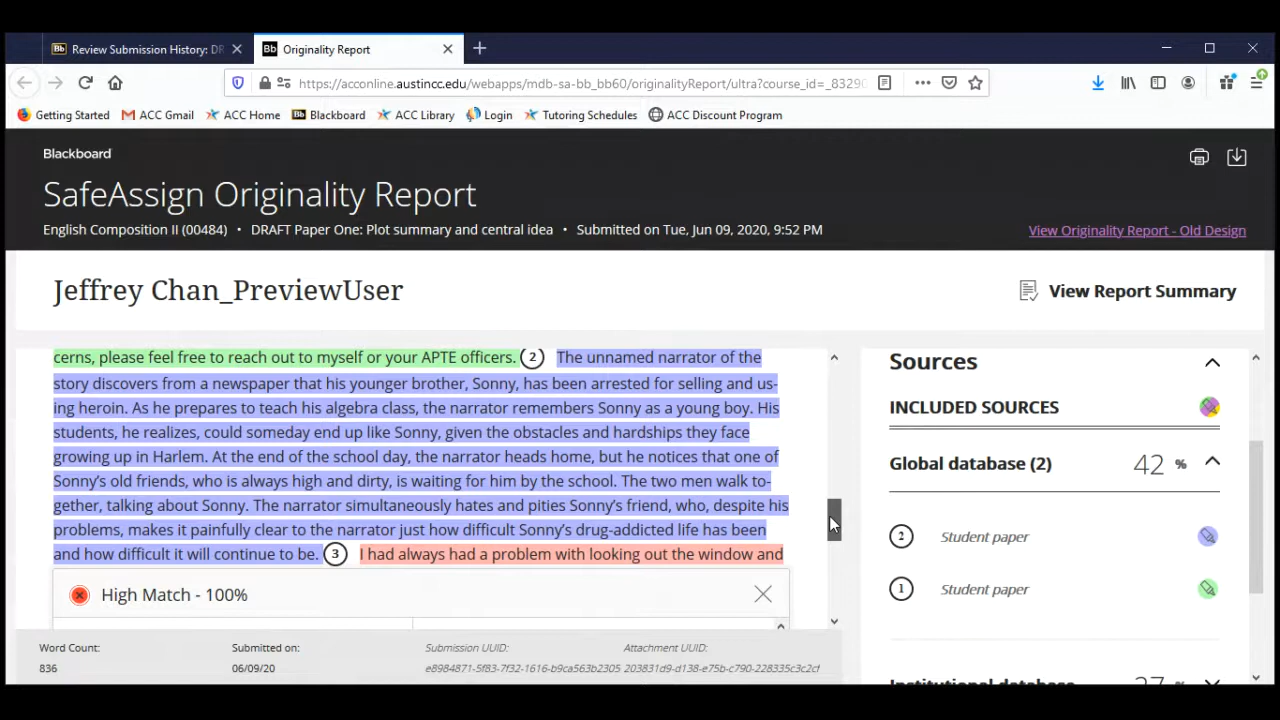 Review Submission History: DR
Originality Report
https://acconline.austincc.edu/webapps/mdb-sa-bb_bb60/originalityReport/ultra?course_id=_8329
Getting Started
ACC Gmail
ACC Home
Blackboard
ACC Library
Login
Tutoring Schedules
ACC Discount Program
Blackboard
SafeAssign Originality Report
English Composition II (00484) • DRAFT Paper One: Plot summary and central idea • Submitted on Tue, Jun 09, 2020, 9:52 PM
View Originality Report - Old Design
Jeffrey Chan_PreviewUser
View Report Summary
cerns, please feel free to reach out to myself or your APTE officers. 2 The unnamed narrator of the
story discovers from a newspaper that his younger brother, Sonny, has been arrested for selling and us-
ing heroin. As he prepares to teach his algebra class, the narrator remembers Sonny as a young boy. His
students, he realizes, could someday end up like Sonny, given the obstacles and hardships they face
growing up in Harlem. At the end of the school day, the narrator heads home, but he notices that one of
Sonny's old friends, who is always high and dirty, is waiting for him by the school. The two men walk to-
gether, talking about Sonny. The narrator simultaneously hates and pities Sonny's friend, who, despite his
problems, makes it painfully clear to the narrator just how difficult Sonny's drug-addicted life has been
and how difficult it will continue to be. 3 I had always had a problem with looking out the window and
High Match - 100%
Word Count:
836
Submitted on:
06/09/20
Submission UUID:
e8984871-5f83-7f32-1616-b9ca563b2305
Attachment UUID:
203831d9-d138-e75b-c790-228335c3c2cf
Sources
INCLUDED SOURCES
Global database (2)
42 %
2 Student paper
1 Student paper
Institutional database
37 %